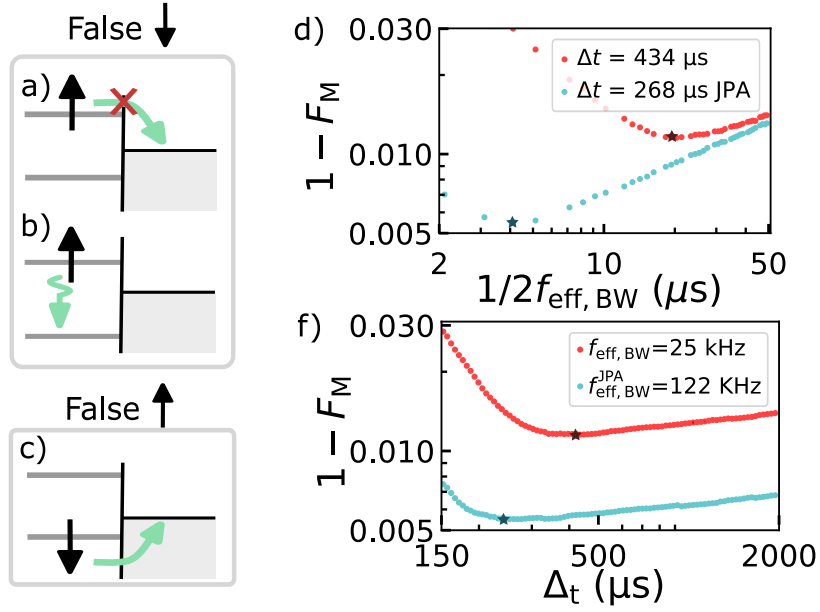 False
a)
b)
False
c)
d)
1 − F_M
0.030
0.010
0.005
Δt = 434 μs
Δt = 268 μs JPA
2
10
50
1/2f_eff, BW (μs)
f)
1 − F_M
0.030
0.010
0.005
f_eff, BW=25 kHz
f^JPA_eff, BW=122 KHz
150
500
2000
Δ_t (μs)